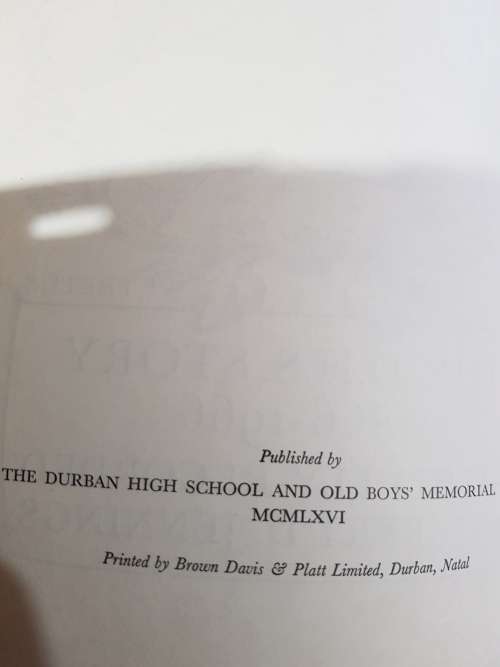 Published by
THE DURBAN HIGH SCHOOL AND OLD BOYS' MEMORIAL
MCMLXVI
Printed by Brown Davis & Platt Limited, Durban, Natal